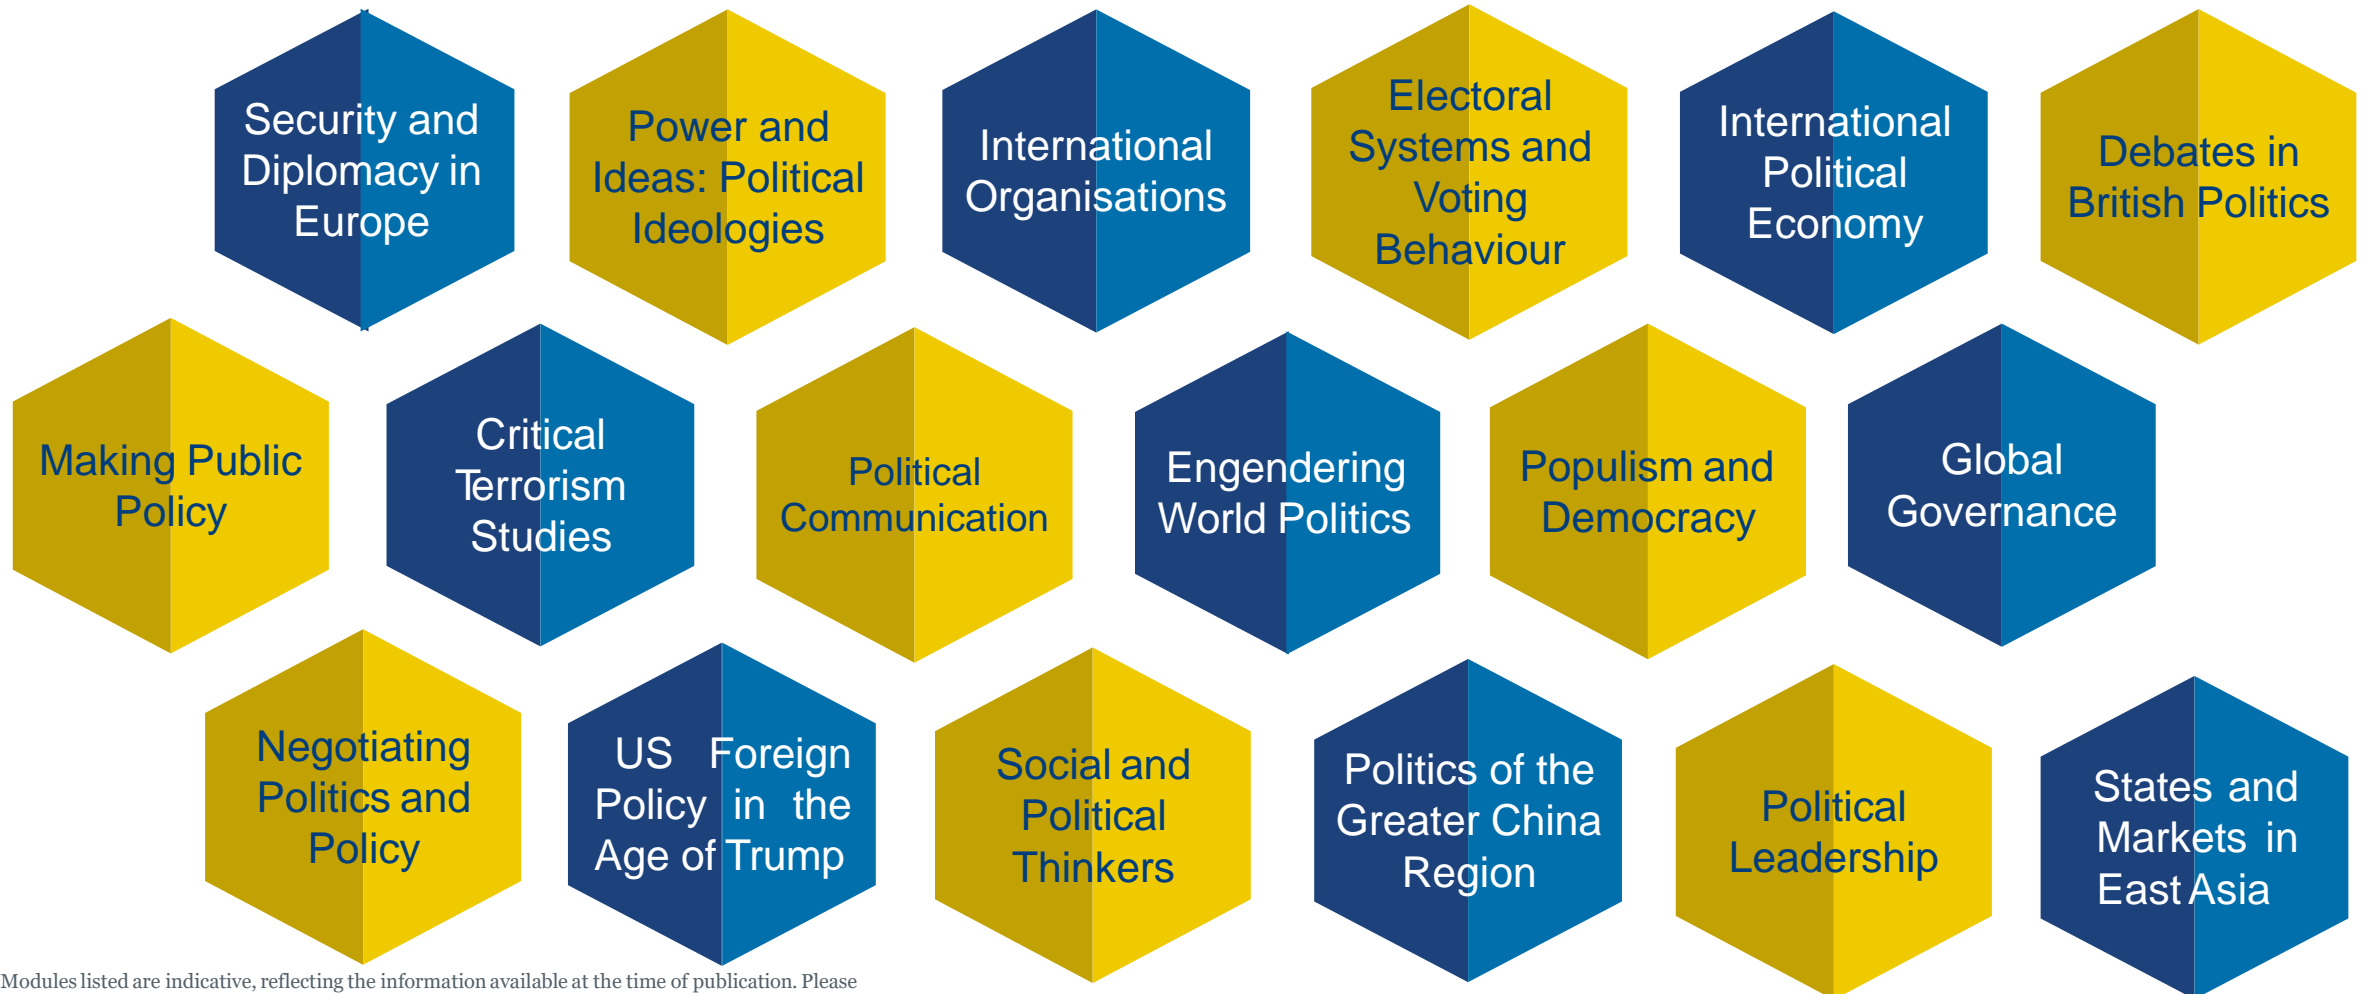 Security and
Diplomacy in
Europe
Power and
Ideas: Political
Ideologies
International
Organisations
Electoral
Systems and
Voting
Behaviour
International
Political
Economy
Debates in
British Politics
Making Public
Policy
Critical
Terrorism
Studies
Political
Communication
Engendering
World Politics
Populism and
Democracy
Global
Governance
Negotiating
Politics and
Policy
US Foreign
Policy in the
Age of Trump
Social and
Political
Thinkers
Politics of the
Greater China
Region
Political
Leadership
States and
Markets in
East Asia
Modules listed are indicative, reflecting the information available at the time of publication. Please